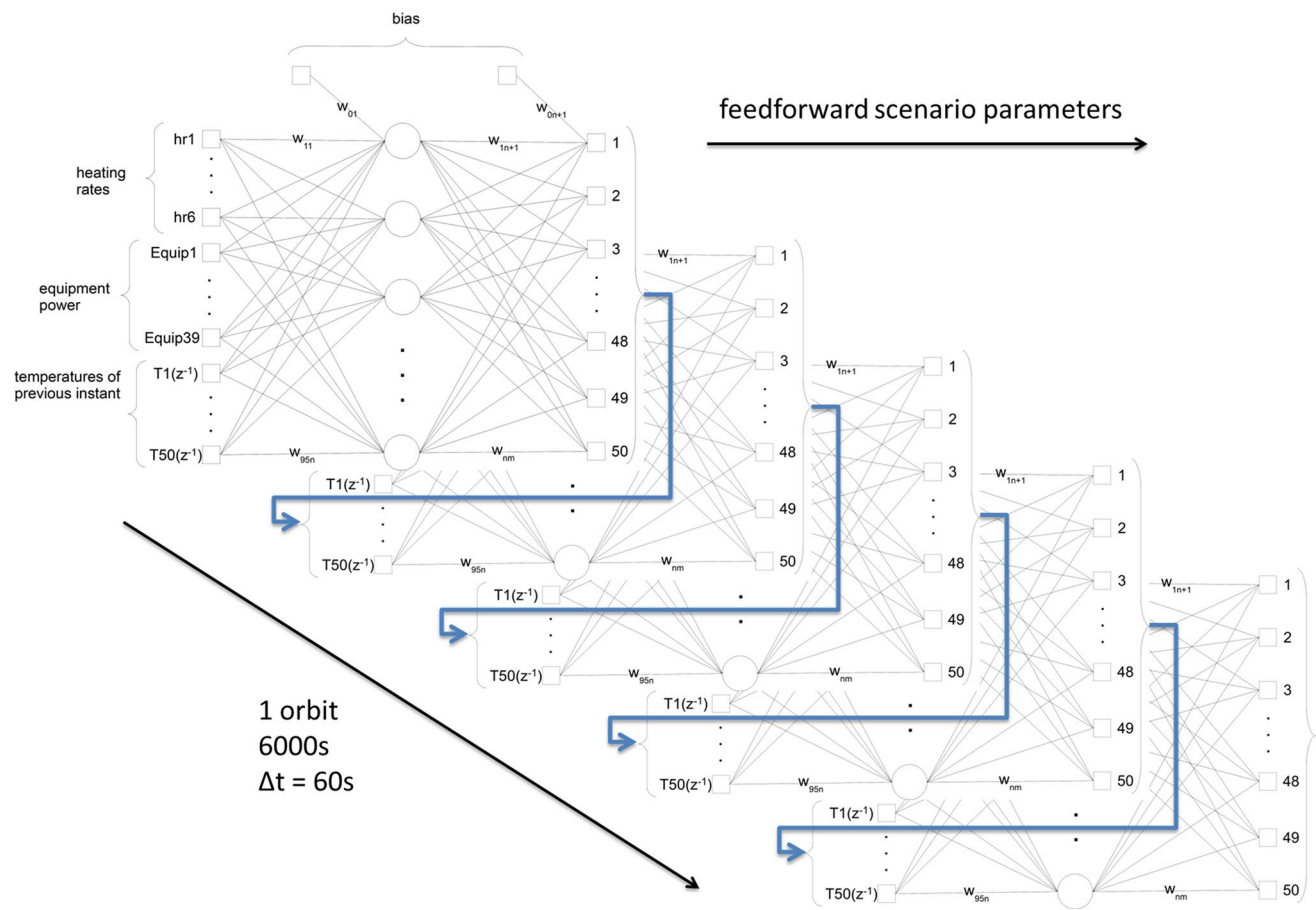 bias
w01
w0n+1
feedforward scenario parameters
heating
rates
hr1
w11
w1n+1
1
2
hr6
equipment
power
Equip1
3
Equip39
48
temperatures of
previous instant
T1(z-1)
49
T50(z-1)
w95n
wnm
50
w1n+1
1
2
3
48
49
50
T1(z-1)
T50(z-1)
w95n
wnm
w1n+1
1
2
3
48
49
50
T1(z-1)
T50(z-1)
w95n
wnm
w1n+1
1
2
3
48
49
50
T1(z-1)
T50(z-1)
w95n
wnm
w1n+1
1
2
3
48
49
50
T1(z-1)
T50(z-1)
w95n
wnm
1 orbit
6000s
Δt = 60s